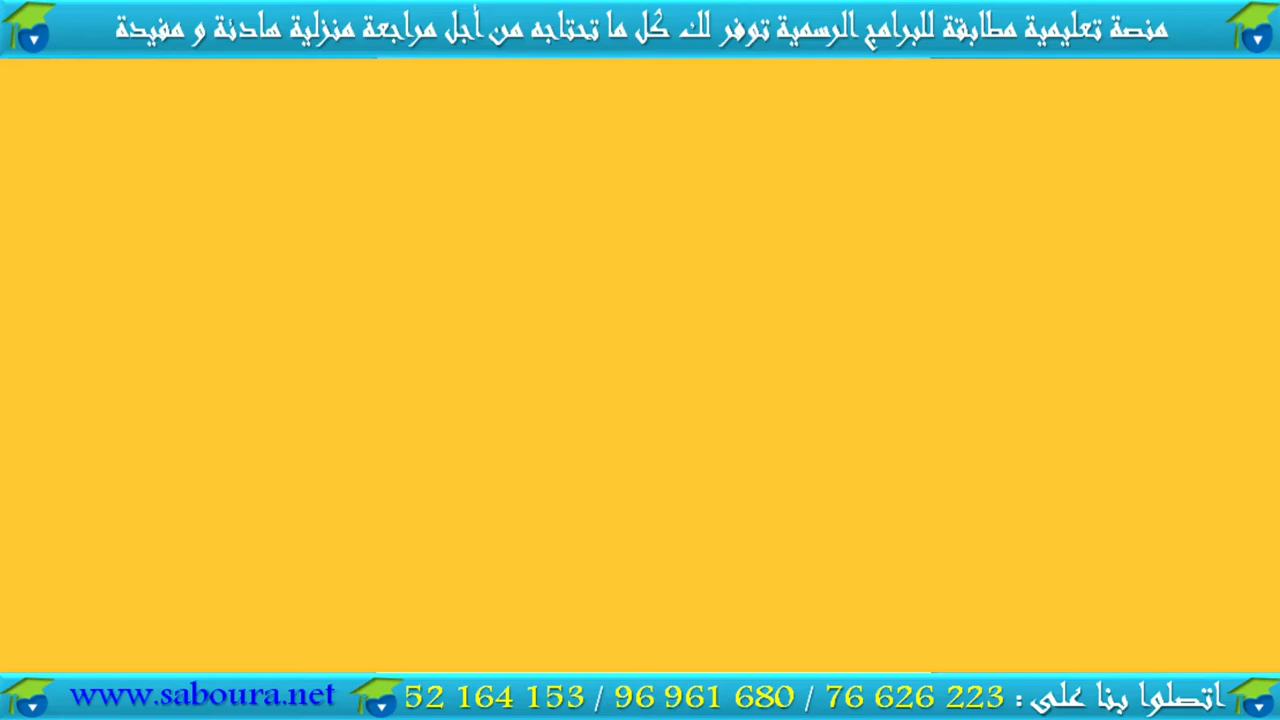 منصة تعليمية مطابقة للبرامج الرسمية توفر لك كل ما تحتاجه من أجل مراجعة منزلية هادئة و مفيدة
www.saboura.net 52 164 153 / 96 961 680 / 76 626 223 اتصلوا بنا على :